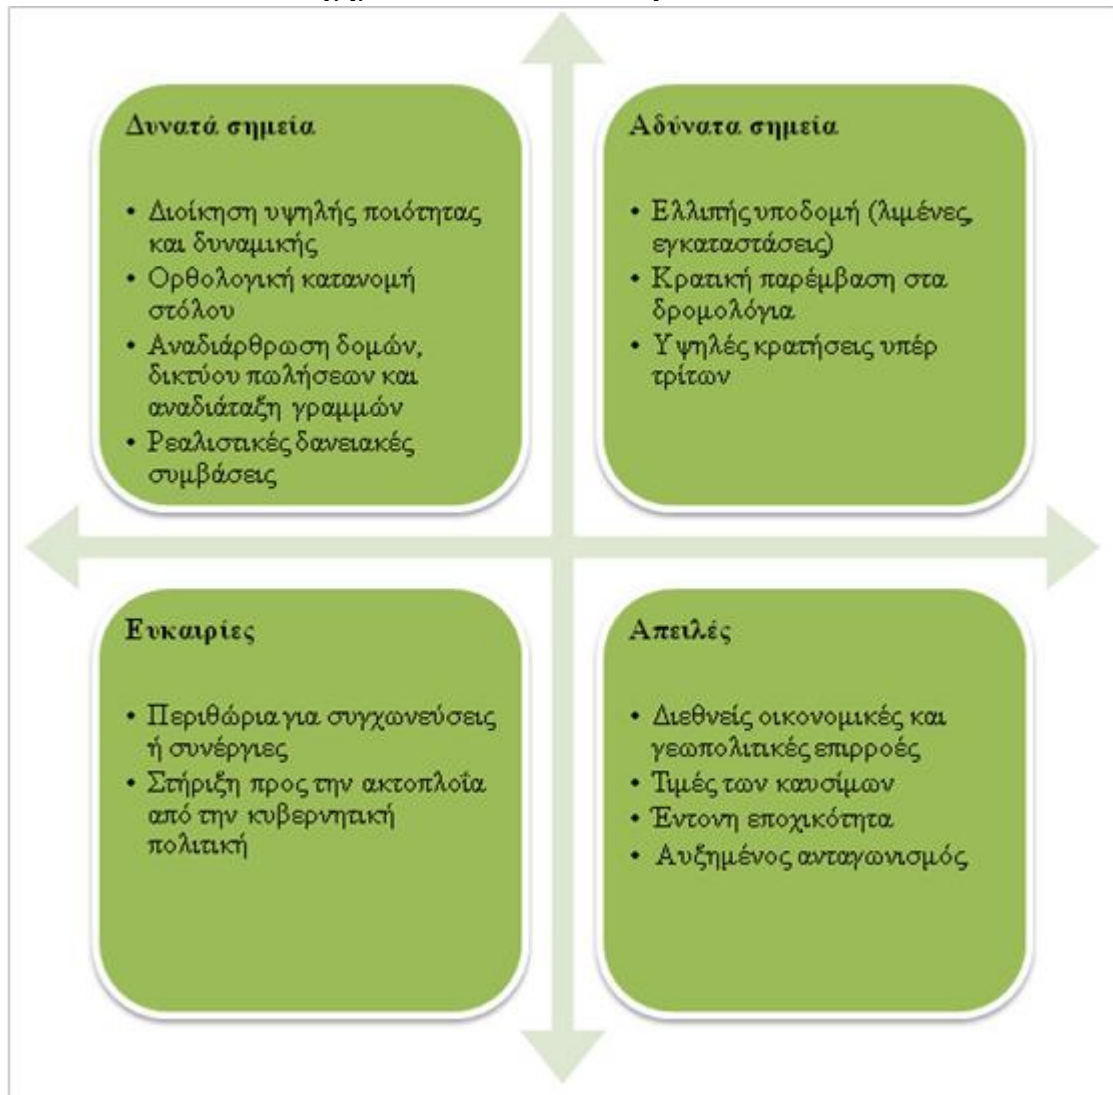 Δυνατά σημεία
• Διοίκηση υψηλής ποιότητας
και δυναμικής
• Ορθολογική κατανομή
στόλου
• Αναδιάρθρωση δομών,
δικτύου πωλήσεων και
αναδιάταξη γραμμών
• Ρεαλιστικές δανειακές
συμβάσεις
Αδύνατα σημεία
• Ελλιπής υποδομή (λιμένες,
εγκαταστάσεις)
• Κρατική παρέμβαση στα
δρομολόγια
• Υψηλές κρατήσεις υπέρ
τρίτων
Ευκαιρίες
• Περιθώρια για συγχωνεύσεις
ή συνέργιες
• Στήριξη προς την ακτοπλοΐα
από την κυβερνητική
πολιτική
Απειλές
• Διεθνείς οικονομικές και
γεωπολιτικές επιρροές
• Τιμές των καυσίμων
• Έντονη εποχικότητα
• Αυξημένος ανταγωνισμός